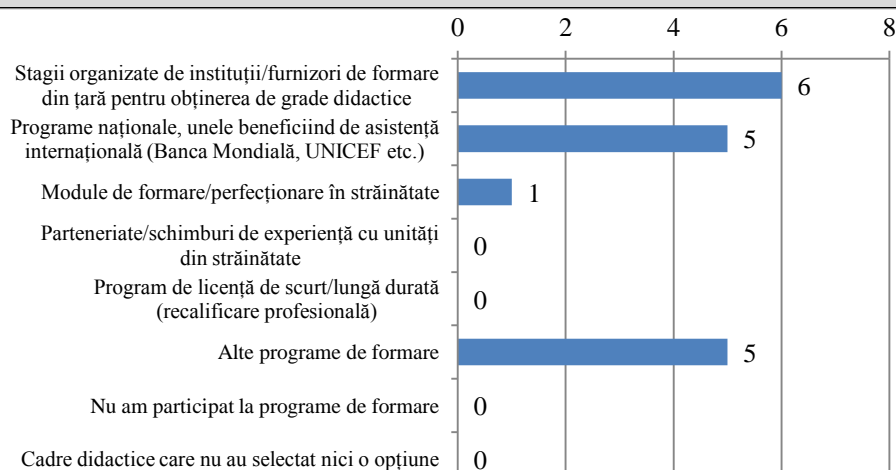 0 2 4 6 8
Stagii organizate de instituții/furnizori de formare
din țară pentru obținerea de grade didactice
6
Programe naționale, unele beneficiind de asistență
internațională (Banca Mondială, UNICEF etc.)
5
Module de formare/perfecționare în străinătate
1
Parteneriate/schimburi de experiență cu unități
din străinătate
0
Program de licență de scurt/lungă durată
(recalificare profesională)
0
Alte programe de formare
5
Nu am participat la programe de formare
0
Cadre didactice care nu au selectat nici o opțiune
0